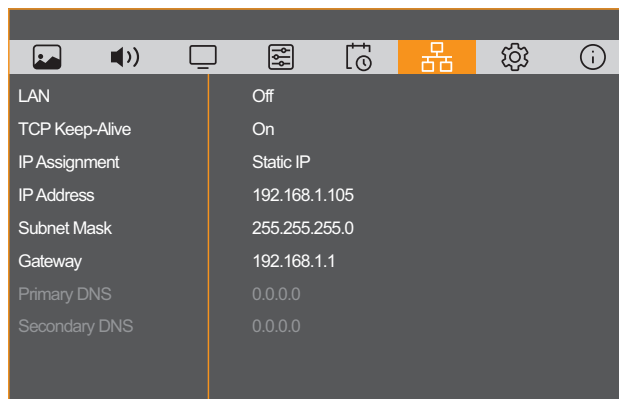 LAN Off
TCP Keep-Alive On
IP Assignment Static IP
IP Address 192.168.1.105
Subnet Mask 255.255.255.0
Gateway 192.168.1.1
Primary DNS 0.0.0.0
Secondary DNS 0.0.0.0